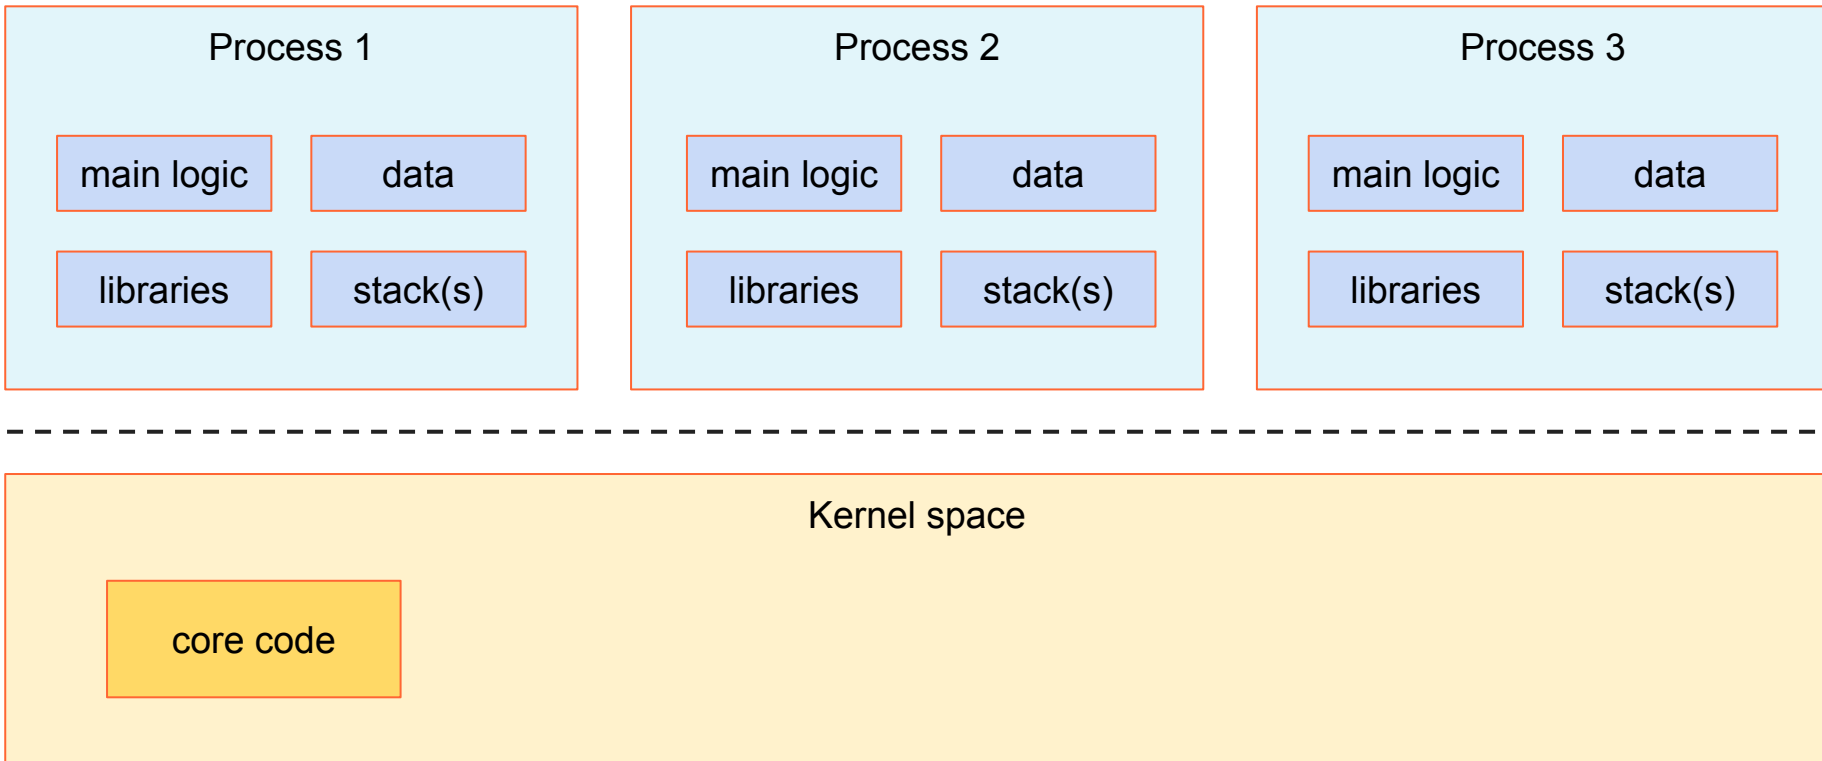 Process 1
main logic
data
libraries
stack(s)
Process 2
main logic
data
libraries
stack(s)
Process 3
main logic
data
libraries
stack(s)
Kernel space
core code